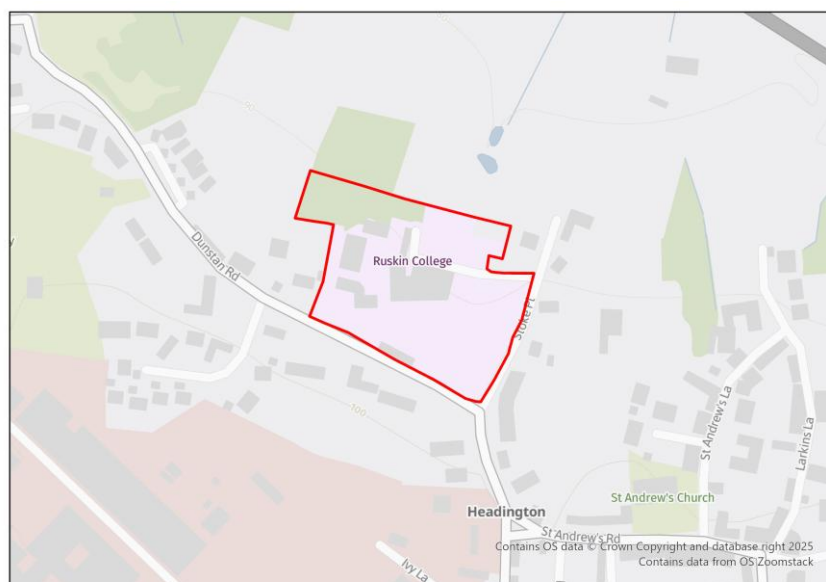 90
Dunstan Rd
Ruskin College
Stoke Pl
100
St Andrew's La
Larkins La
St Andrew's Church
Headington
St Andrew's Rd
Ivy La
Contains OS data © Crown Copyright and database right 2025
Contains data from OS Zoomstack